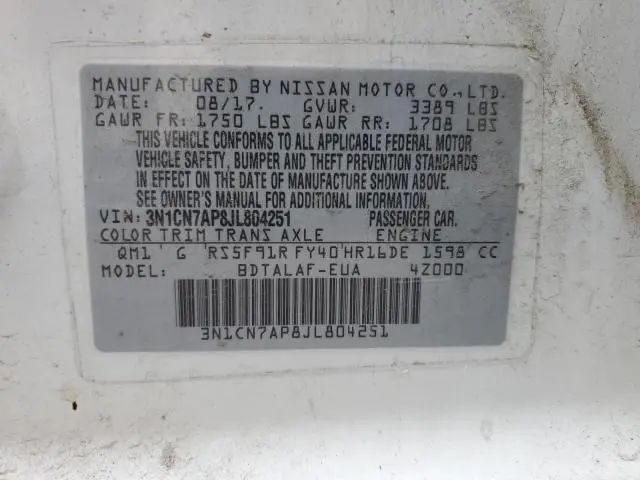 MANUFACTURED BY NISSAN MOTOR CO., LTD.
DATE: 08/17. GVWR: 3389 LBS
GAWR FR: 1750 LBS GAWR RR: 1708 LBS
THIS VEHICLE CONFORMS TO ALL APPLICABLE FEDERAL MOTOR
VEHICLE SAFETY, BUMPER AND THEFT PREVENTION STANDARDS
IN EFFECT ON THE DATE OF MANUFACTURE SHOWN ABOVE.
SEE OWNER'S MANUAL FOR ADDITIONAL INFORMATION.
VIN: 3N1CN7AP8JL804251 PASSENGER CAR.
COLOR TRIM TRANS AXLE ENGINE
QM1 ' G 'RS5F91R FY40'HR16DE 1598 CC
MODEL: BDTALAF-EUA 4Z000
3N1CN7AP8JL804251